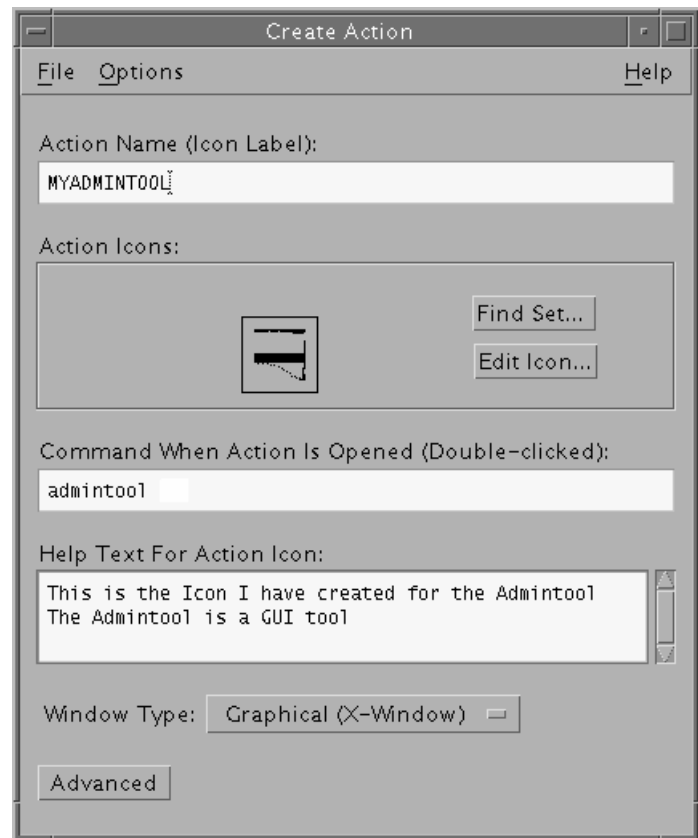 Create Action
File Options Help
Action Name (Icon Label):
MYADMINTOOL
Action Icons:
Find Set...
Edit Icon...
Command When Action Is Opened (Double-clicked):
admintool
Help Text For Action Icon:
This is the Icon I have created for the Admintool
The Admintool is a GUI tool
Window Type: Graphical (X-Window)
Advanced